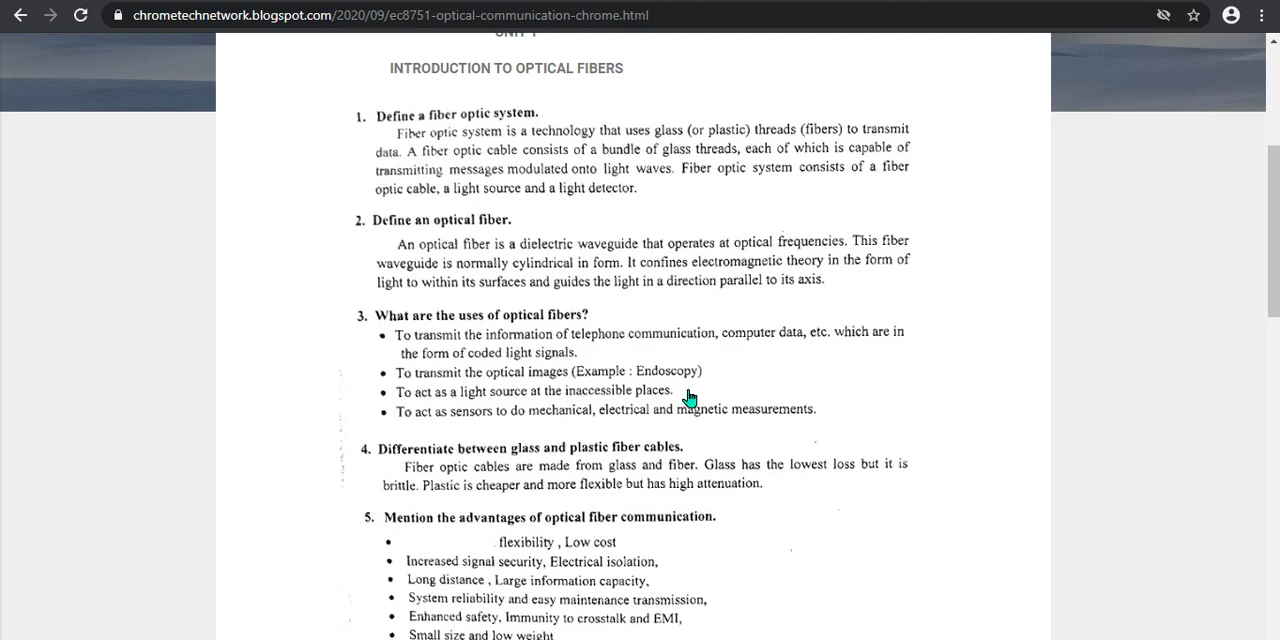 chrometechnetwork.blogspot.com/2020/09/ec8751-optical-communication-chrome.html
INTRODUCTION TO OPTICAL FIBERS
1. Define a fiber optic system.
Fiber optic system is a technology that uses glass (or plastic) threads (fibers) to transmit
data. A fiber optic cable consists of a bundle of glass threads, each of which is capable of
transmitting messages modulated onto light waves. Fiber optic system consists of a fiber
optic cable, a light source and a light detector.
2. Define an optical fiber.
An optical fiber is a dielectric waveguide that operates at optical frequencies. This fiber
waveguide is normally cylindrical in form. It confines electromagnetic theory in the form of
light to within its surfaces and guides the light in a direction parallel to its axis.
3. What are the uses of optical fibers?
• To transmit the information of telephone communication, computer data, etc. which are in
the form of coded light signals.
• To transmit the optical images (Example : Endoscopy)
• To act as a light source at the inaccessible places.
• To act as sensors to do mechanical, electrical and magnetic measurements.
4. Differentiate between glass and plastic fiber cables.
Fiber optic cables are made from glass and fiber. Glass has the lowest loss but it is
brittle. Plastic is cheaper and more flexible but has high attenuation.
5. Mention the advantages of optical fiber communication.
• flexibility , Low cost
• Increased signal security, Electrical isolation,
• Long distance , Large information capacity,
• System reliability and easy maintenance transmission,
• Enhanced safety, Immunity to crosstalk and EMI,
• Small size and low weight